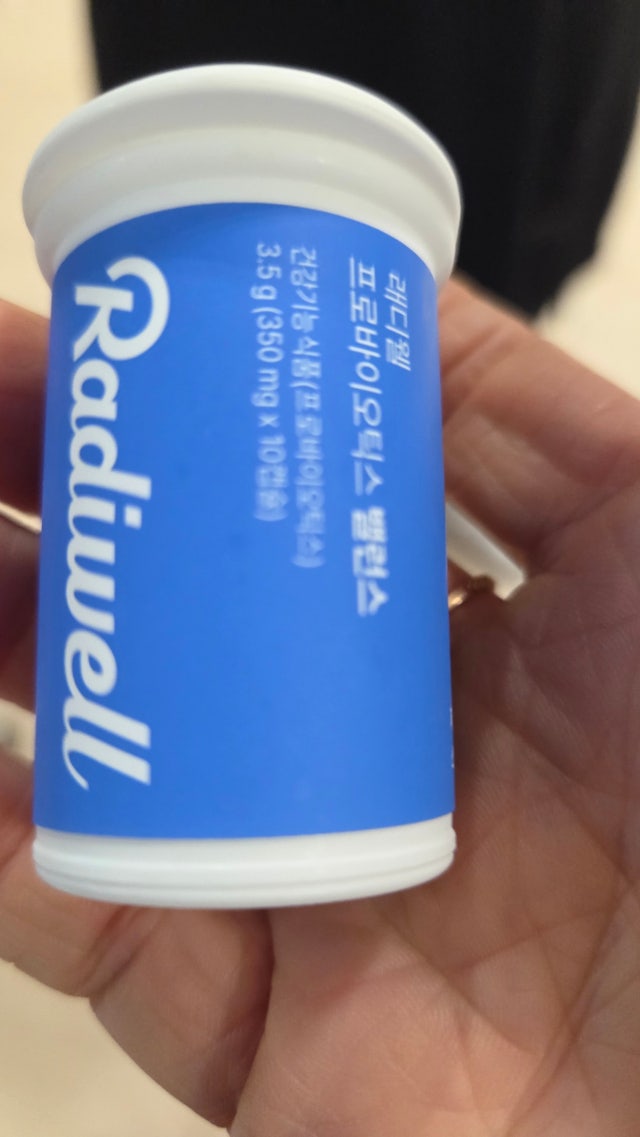 래디웰
프로바이오틱스 밸런스
건강기능식품(프로바이오틱스)
3.5 g (350 mg x 10캡슐)
Radiwell